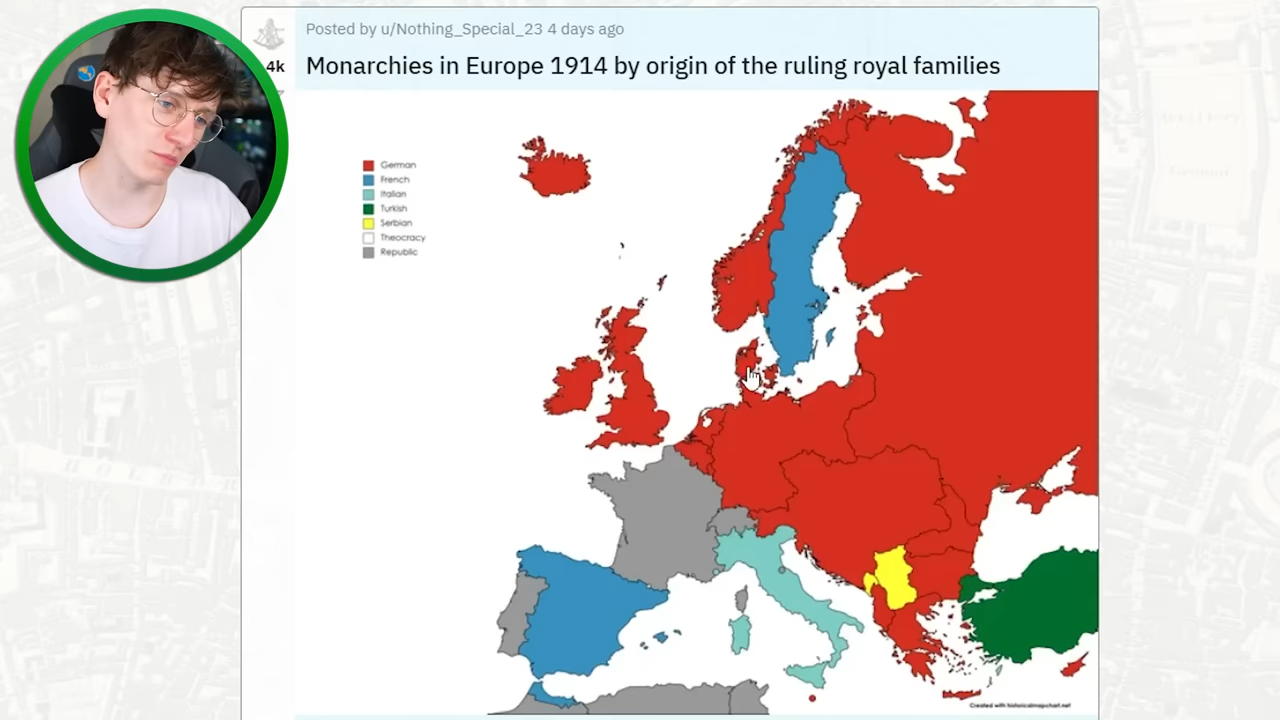 Posted by u/Nothing_Special_23 4 days ago
4k
Monarchies in Europe 1914 by origin of the ruling royal families
German
French
Italian
Turkish
Serbian
Theocracy
Republic
Created with historicalmapchart.net